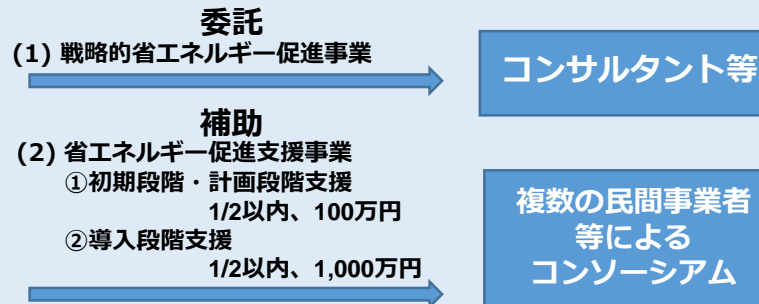 委託
(1) 戦略的省エネルギー促進事業
コンサルタント等
補助
(2) 省エネルギー促進支援事業
①初期段階・計画段階支援
1/2以内、100万円
②導入段階支援
1/2以内、1,000万円
複数の民間事業者
等による
コンソーシアム